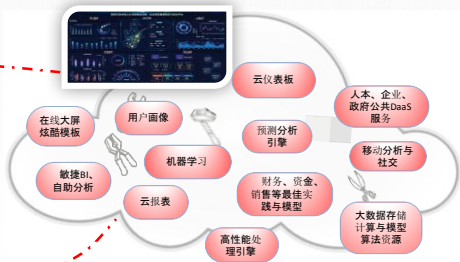 云仪表板
人本、企业、
政府公共DaaS
服务
在线大屏
炫酷模板
用户画像
预测分析
引擎
移动分析与
社交
机器学习
敏捷BI、
自助分析
云报表
财务、资金、
销售等最佳实
践与模型
大数据存储
计算与模型
算法资源
高性能处
理引擎